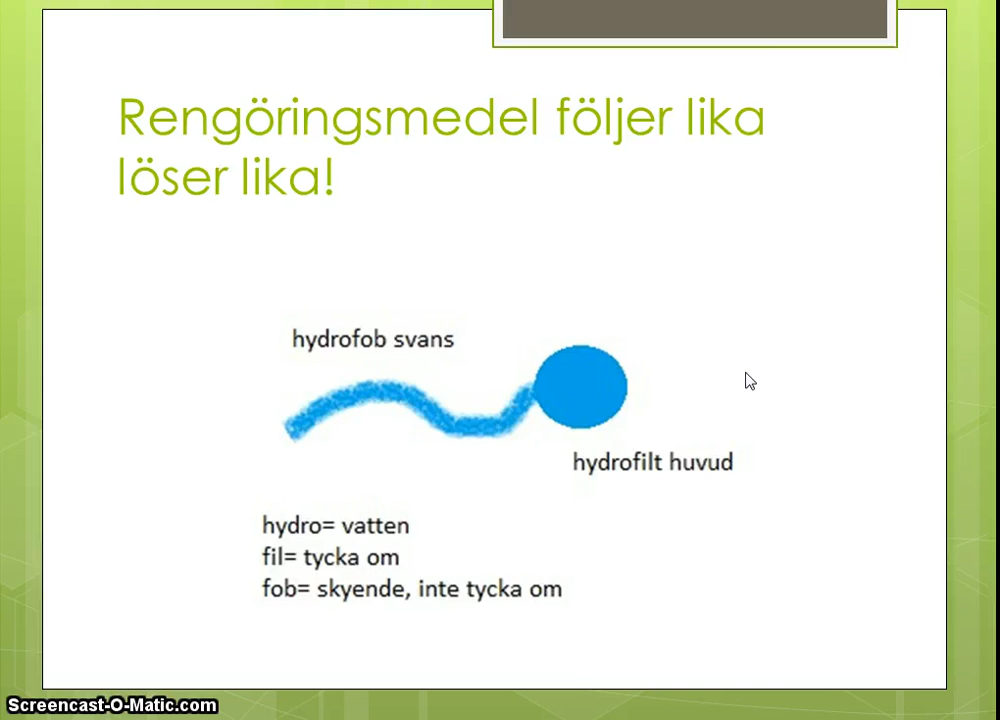 Rengöringsmedel följer lika
löser lika!
hydrofob svans
hydrofilt huvud
hydro= vatten
fil= tycka om
fob= skyende, inte tycka om
Screencast-O-Matic.com